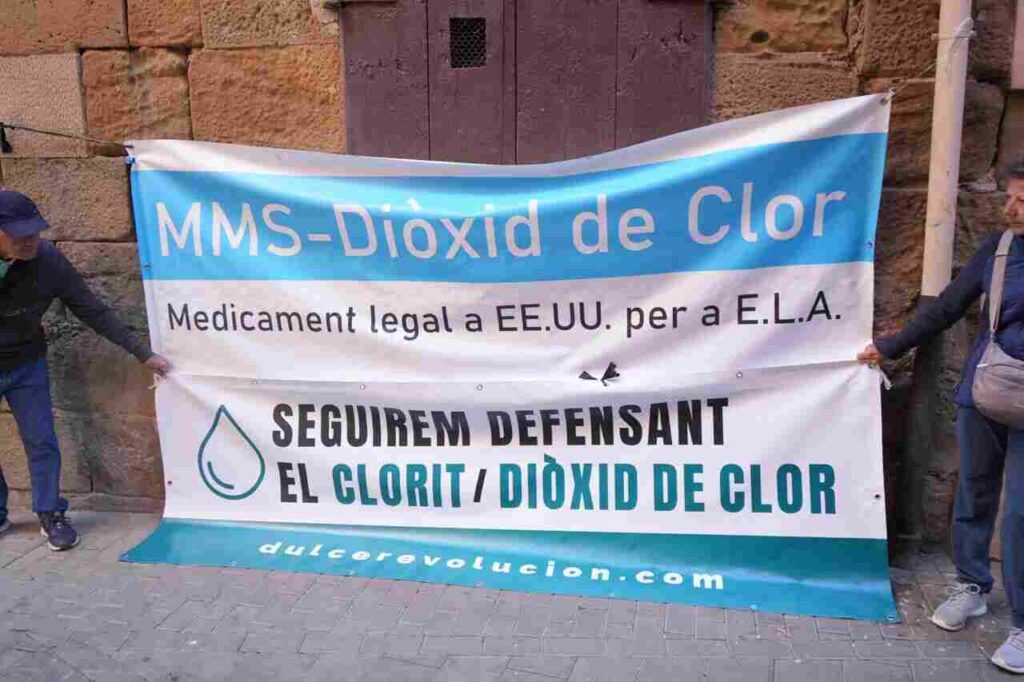 MMS-Diòxid de Clor
Medicament legal a EE.UU. per a E.L.A.
SEGUIREM DEFENSANT
EL CLORIT / DIÒXID DE CLOR
dulcerevolucion.com